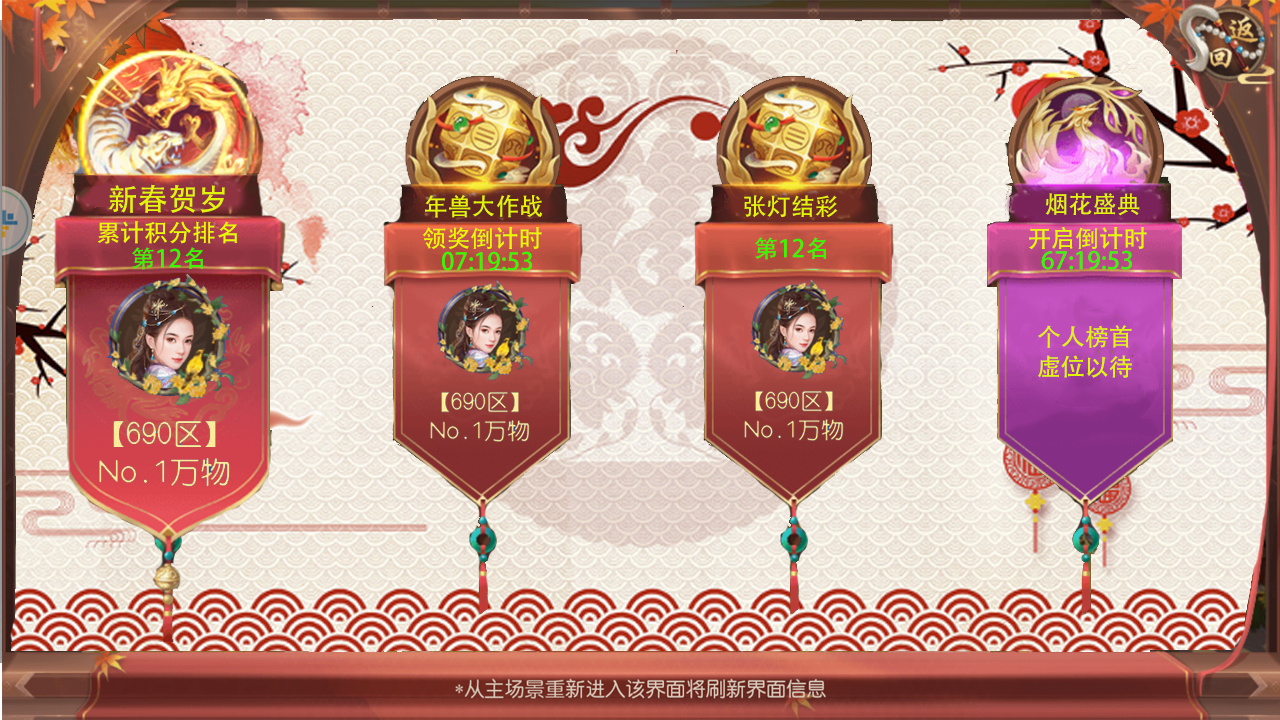 返回
新春贺岁
累计积分排名
第12名
【690区】
No.1万物
年兽大作战
领奖倒计时
07:19:53
【690区】
No.1万物
张灯结彩
第12名
【690区】
No.1万物
烟花盛典
开启倒计时
67:19:53
个人榜首
虚位以待
*从主场景重新进入该界面将刷新界面信息